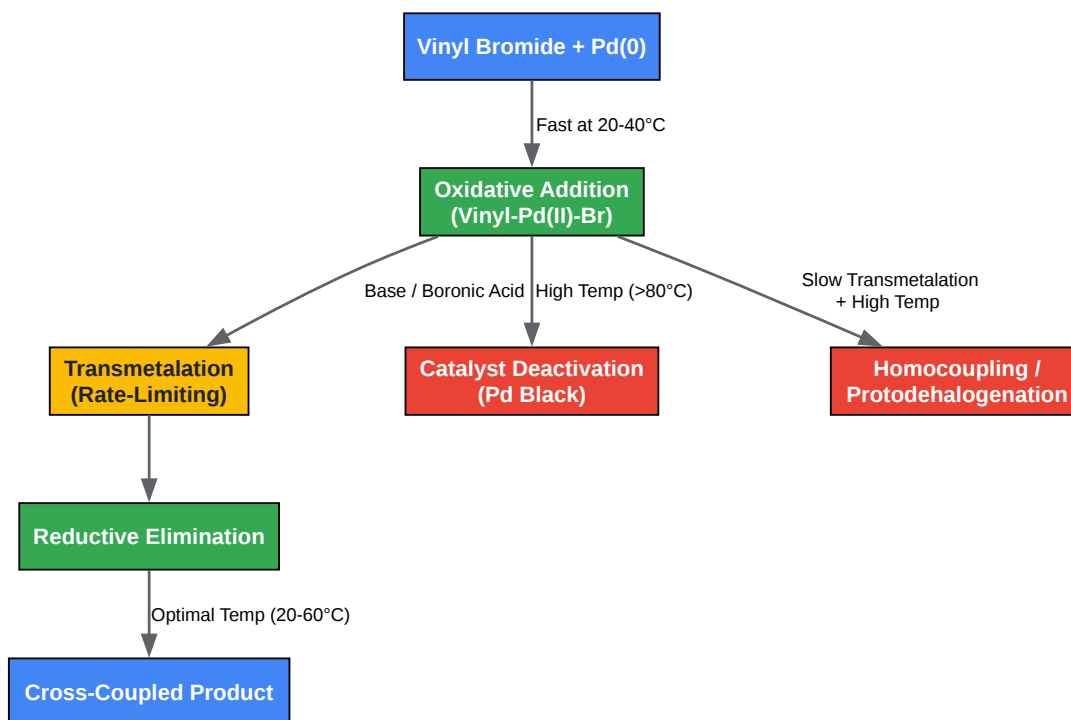 Vinyl Bromide + Pd(0)
Fast at 20-40°C
Oxidative Addition
(Vinyl-Pd(II)-Br)
Base / Boronic Acid
High Temp (>80°C)
Slow Transmetalation
+ High Temp
Transmetalation
(Rate-Limiting)
Catalyst Deactivation
(Pd Black)
Homocoupling /
Protodehalogenation
Reductive Elimination
Optimal Temp (20-60°C)
Cross-Coupled Product